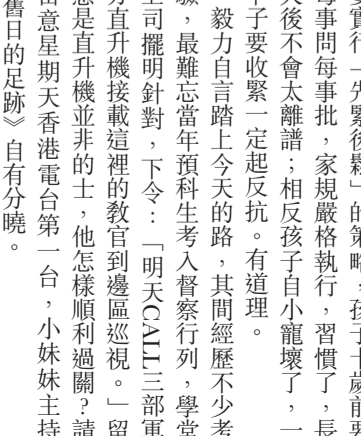 要實行「先緊後鬆」的策略，孩子十歲前要
每事問每事批，家規嚴格執行，習慣了，長
大後不會太離譜；相反孩子自小寵壞了，一
下子要收緊一定起反抗。有道理。
毅力自言踏上今天的路，其間經歷不少考
驗，最難忘當年預科生考入督察行列，學堂
上司擺明針對，下令：「明天CALL三部軍
方直升機接載這裡的教官到邊區巡視。」留
意是直升機並非的士，他怎樣順利過關？請
留意星期天香港電台第一台，小妹妹主持
舊日的足跡》自有分曉。